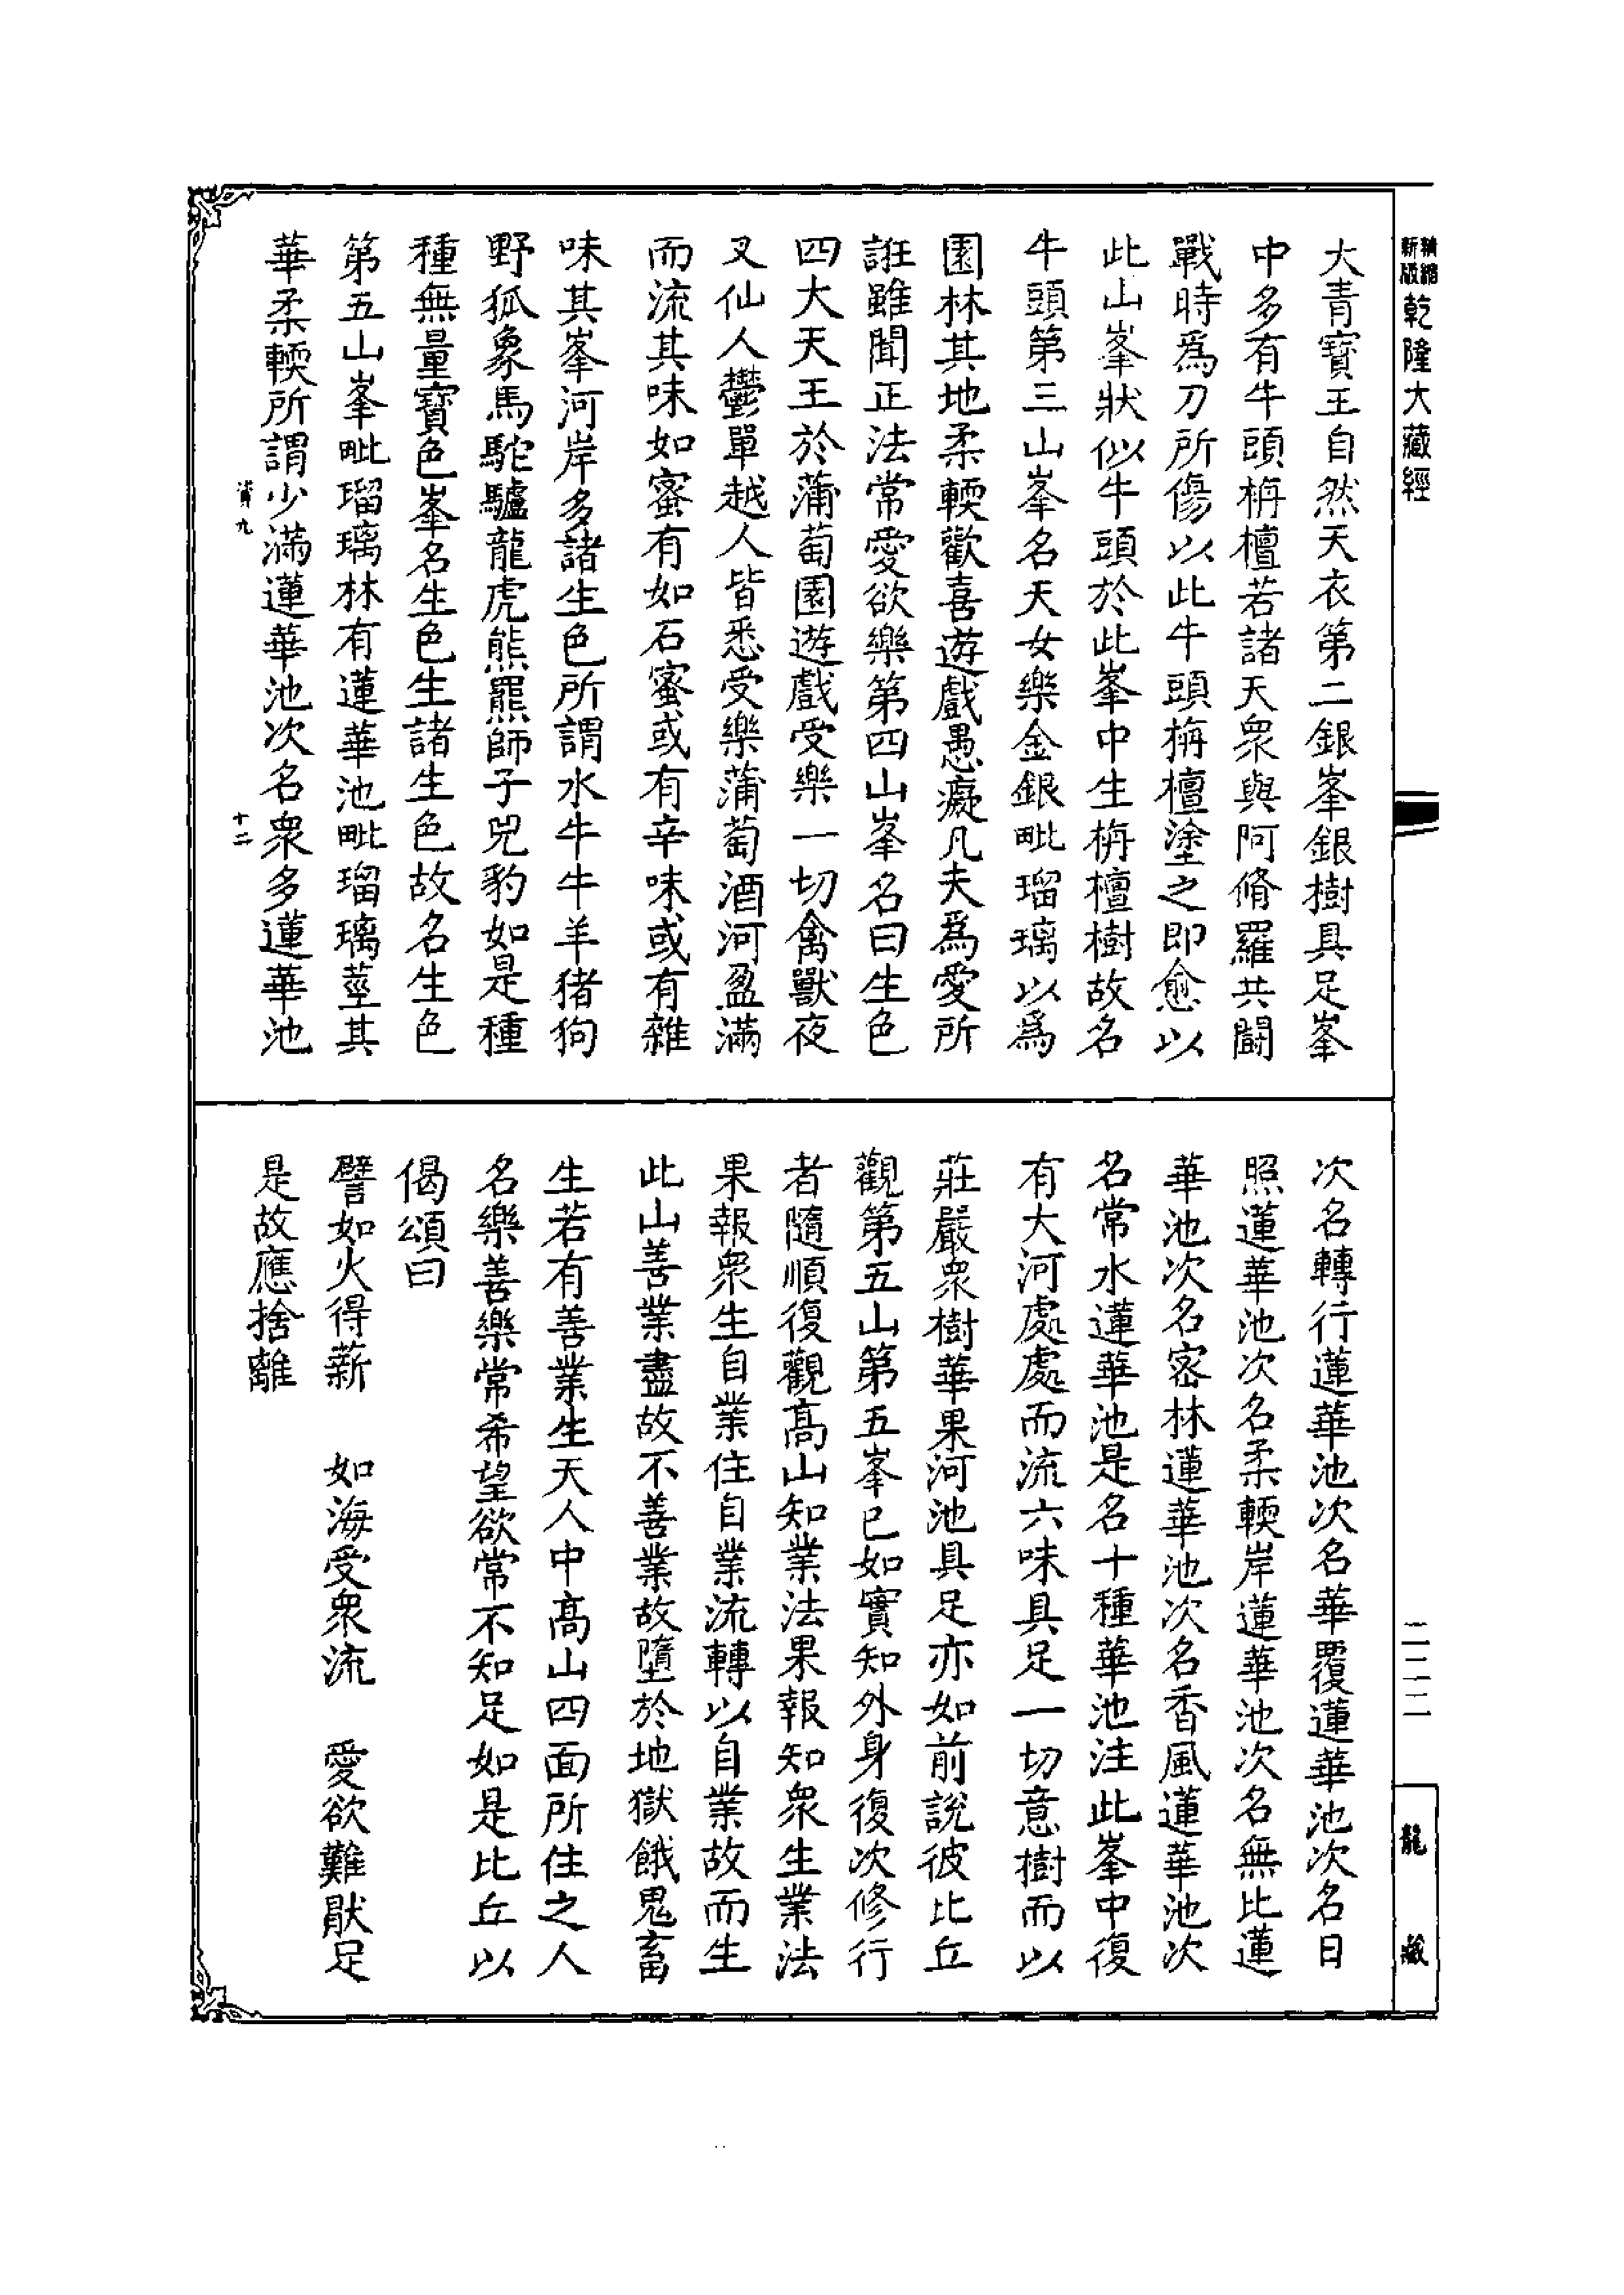 精縮新版乾隆大藏經
大青寶王自然天衣第二銀峯銀樹具足峯
中多有牛頭栴檀若諸天衆與阿脩羅共鬪
戰時爲刀所傷以此牛頭栴檀塗之即愈以
此山峯狀似牛頭於此峯中生栴檀樹故名
牛頭第三山峯名天女樂金銀毗瑠璃以爲
園林其地柔輭歡喜遊戲愚癡凡夫爲愛所
誑雖聞正法常愛欲樂第四山峯名曰生色
四大天王於蒲萄園遊戲受樂一切禽獸夜
叉仙人鬱單越人皆悉受樂蒲萄酒河盈滿
而流其味如蜜有如石蜜或有辛味或有雜
味其峯河岸多諸生色所謂水牛牛羊猪狗
野狐象馬駝驢龍虎熊羆師子兕豹如是種
種無量寶色峯名生色生諸生色故名生色
第五山峯毗瑠璃林有蓮華池毗瑠璃莖其
華柔輭所謂少滿蓮華池次名衆多蓮華池
資九 十二
次名轉行蓮華池次名華覆蓮華池次名日
照蓮華池次名柔輭岸蓮華池次名無比蓮
華池次名密林蓮華池次名香風蓮華池次
名常水蓮華池是名十種華池注此峯中復
有大河處處而流六味具足一切意樹而以
莊嚴衆樹華果河池具足亦如前說彼比丘
觀第五山第五峯已如實知外身復次修行
者隨順復觀高山知業法果報知衆生業法
果報衆生自業住自業流轉以自業故而生
此山善業盡故不善業故墮於地獄餓鬼畜
生若有善業生天人中高山四面所住之人
名樂善樂常希望欲常不知足如是比丘以
偈頌曰
譬如火得薪 如海受衆流 愛欲難猒足
是故應捨離
二二二
龍藏